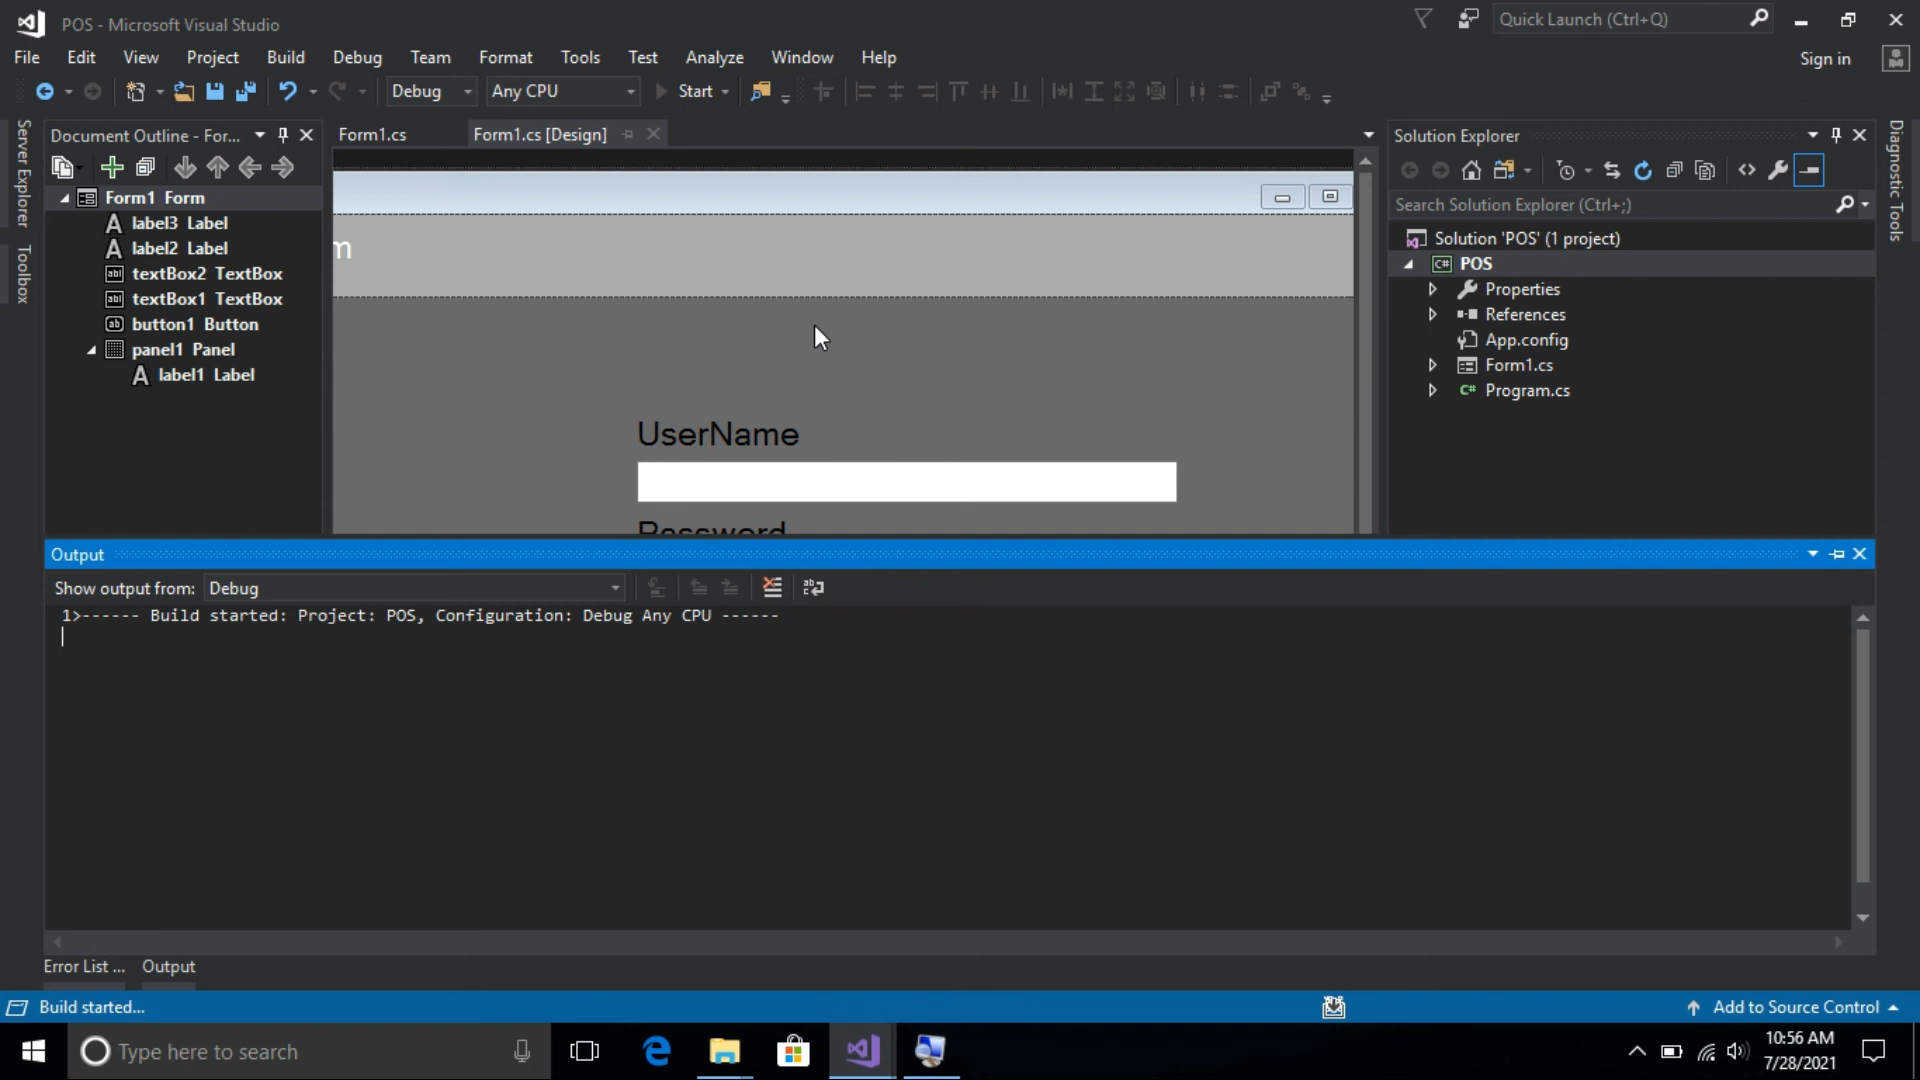 POS - Microsoft Visual Studio
Quick Launch (Ctrl+Q)
File Edit View Project Build Debug Team Format Tools Test Analyze Window Help
Sign in
Debug Any CPU Start
Server Explorer
Toolbox
Document Outline - For...
Form1 Form
label3 Label
label2 Label
textBox2 TextBox
textBox1 TextBox
button1 Button
panel1 Panel
label1 Label
Form1.cs Form1.cs [Design]
m
UserName
Password
Solution Explorer
Search Solution Explorer (Ctrl+;)
Solution 'POS' (1 project)
POS
Properties
References
App.config
Form1.cs
Program.cs
Diagnostic Tools
Output
Show output from: Debug
1>------ Build started: Project: POS, Configuration: Debug Any CPU ------
Error List ... Output
Build started...
Add to Source Control
Type here to search
10:56 AM
7/28/2021